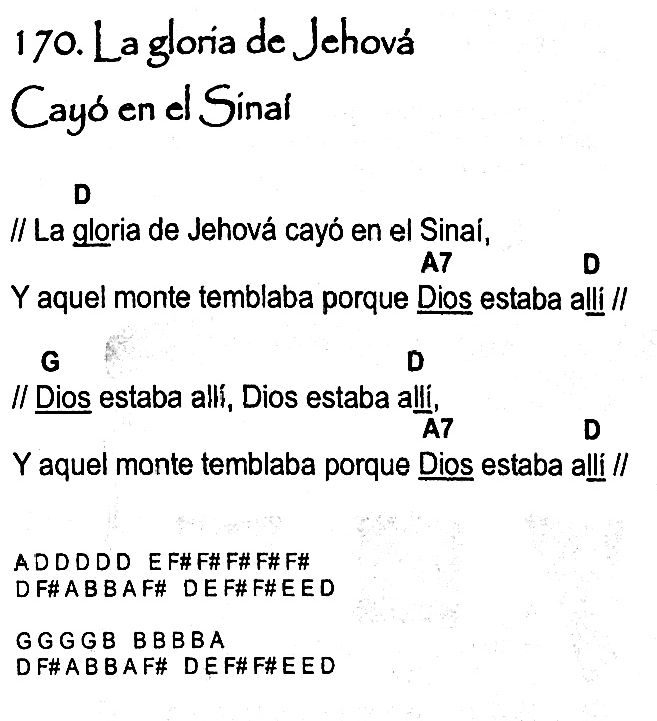 170. La gloria de Jehová
Cayó en el Sinaí
D
// La gloria de Jehová cayó en el Sinaí,
A7 D
Y aquel monte temblaba porque Dios estaba allí //
G D
// Dios estaba allí, Dios estaba allí,
A7 D
Y aquel monte temblaba porque Dios estaba allí //
A D D D D D E F# F# F# F# F#
D F# A B B A F# D E F# F# E E D
G G G G B B B B B A
D F# A B B A F# D E F# F# E E D